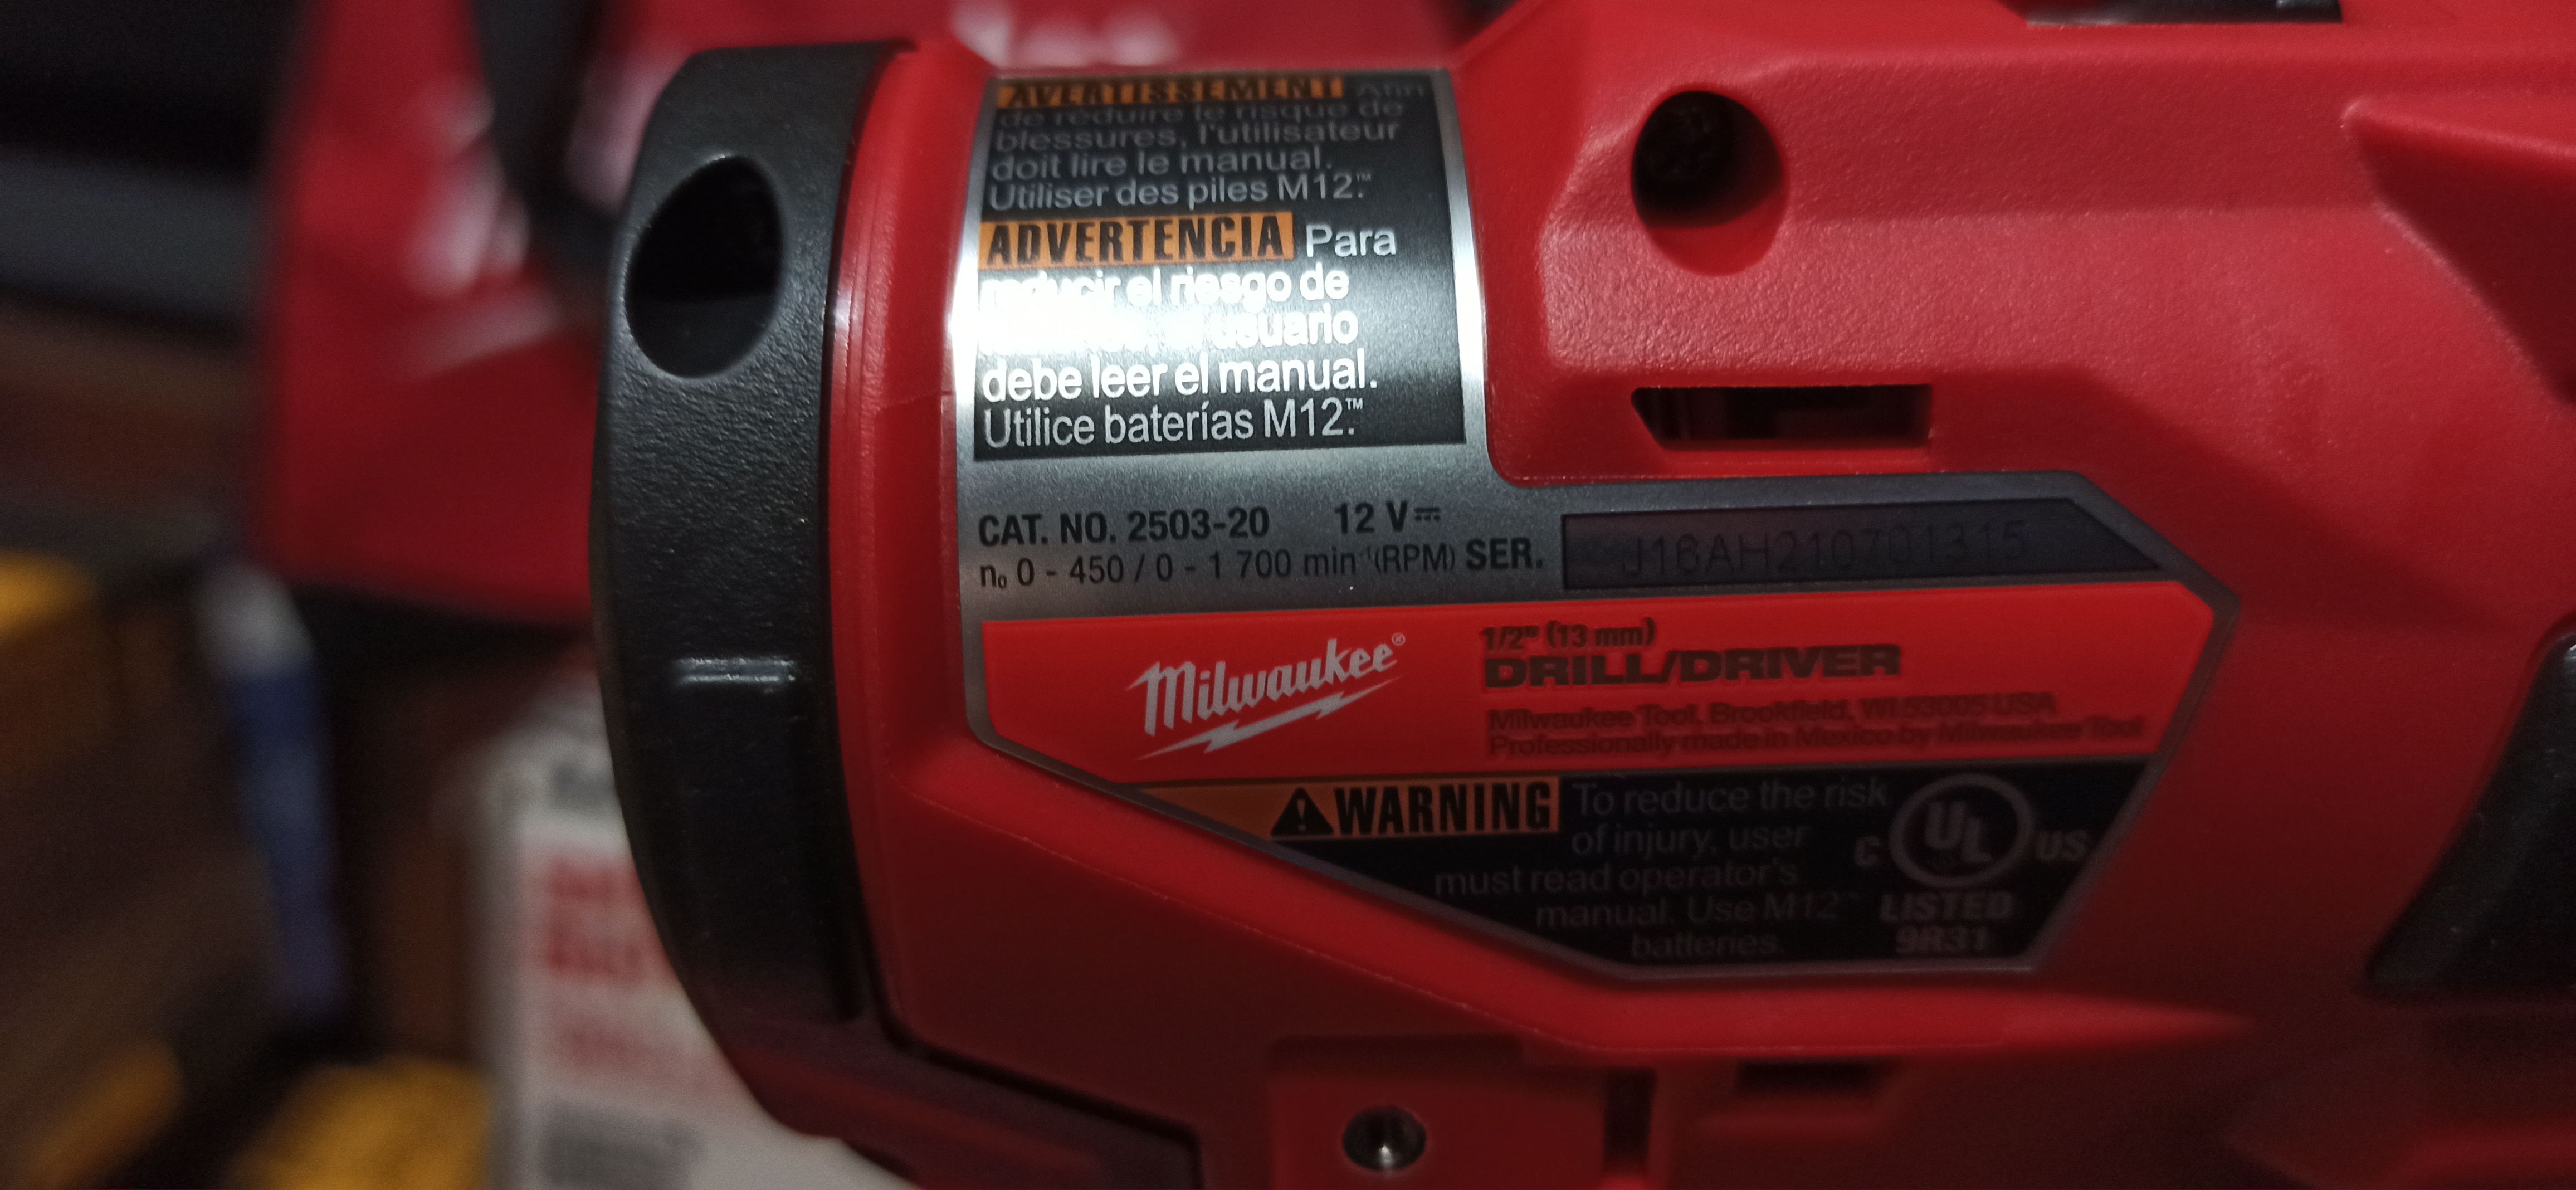 AVERTISSEMENT Afin
de réduire le risque de
blessures, l'utilisateur
doit lire le manual.
Utiliser des piles M12.™
ADVERTENCIA Para
reducir el riesgo de
usuario
debe leer el manual.
Utilice baterías M12.™
CAT. NO. 2503-20 12 V⎓
n₀ 0 - 450 / 0 - 1 700 min⁻¹(RPM) SER. J16AH210701315
Milwaukee®
1/2" (13 mm)
DRILL/DRIVER
Milwaukee Tool, Brookfield, WI 53005 USA
Professionally made in Mexico by Milwaukee Tool
⚠WARNING To reduce the risk
of injury, user
must read operator's
manual. Use M12™
batteries.
C UL US
LISTED
9R31